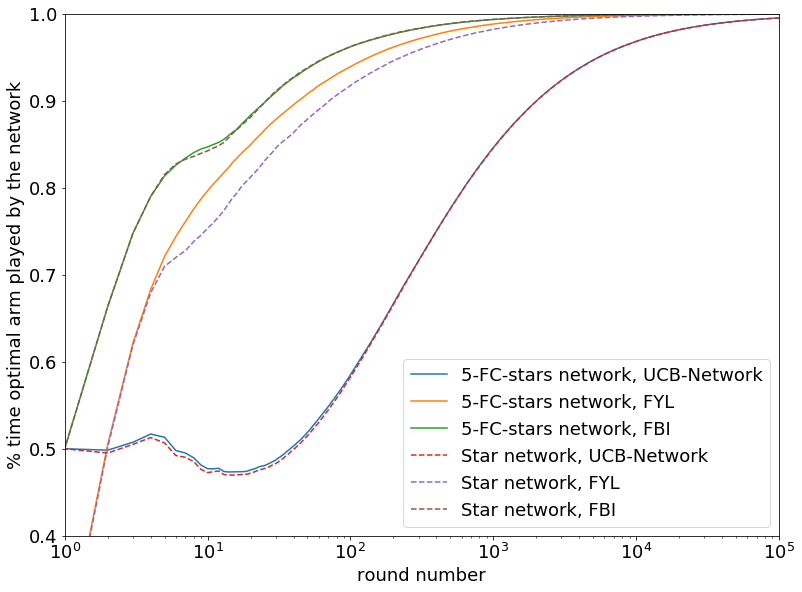 % time optimal arm played by the network
1.0
0.9
0.8
0.7
0.6
0.5
0.4
5-FC-stars network, UCB-Network
5-FC-stars network, FYL
5-FC-stars network, FBI
Star network, UCB-Network
Star network, FYL
Star network, FBI
10^0 10^1 10^2 10^3 10^4 10^5
round number